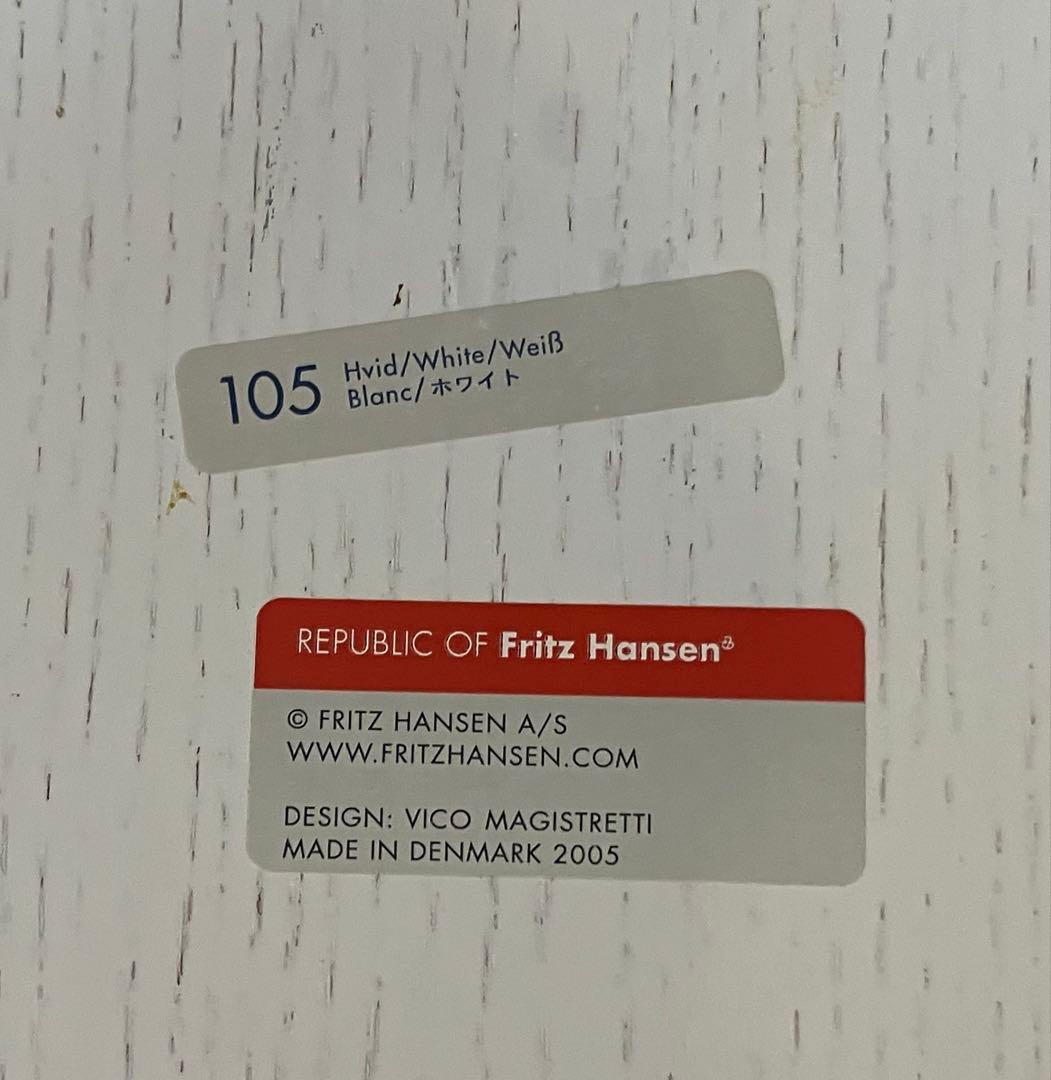 105 Hvid/White/Weiß
Blanc/ホワイト
REPUBLIC OF Fritz Hansen
© FRITZ HANSEN A/S
WWW.FRITZHANSEN.COM
DESIGN: VICO MAGISTRETTI
MADE IN DENMARK 2005